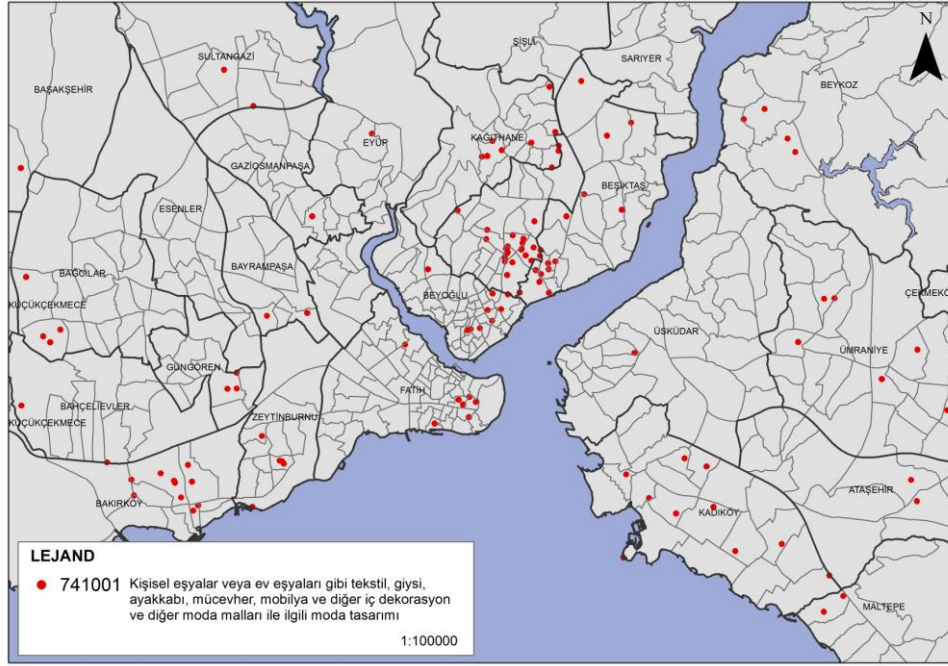 N
ŞİŞLİ
SARIYER
SULTANGAZİ
BAŞAKŞEHİR
BEYKOZ
KAĞITHANE
EYÜP
GAZİOSMANPAŞA
BEŞİKTAŞ
ESENLER
BAYRAMPAŞA
BAĞCILAR
ÇEKMEKÖ
BEYOĞLU
KÜÇÜKÇEKMECE
ÜSKÜDAR
ÜMRANİYE
GÜNGÖREN
FATİH
BAHÇELİEVLER
ZEYTİNBURNU
KÜÇÜKÇEKMECE
ATAŞEHİR
BAKIRKÖY
KADIKÖY
MALTEPE
LEJAND
741001 Kişisel eşyalar veya ev eşyaları gibi tekstil, giysi,
ayakkabı, mücevher, mobilya ve diğer iç dekorasyon
ve diğer moda malları ile ilgili moda tasarımı
1:100000